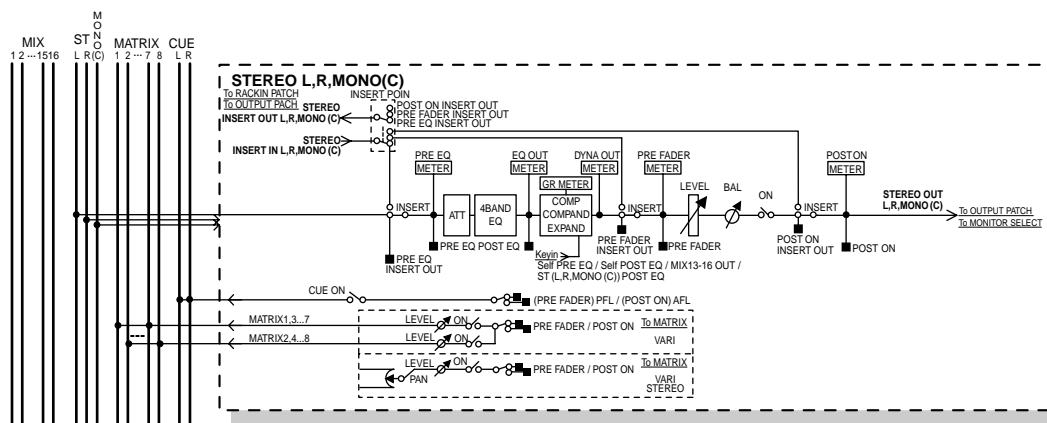 MIX
1 2 ... 15 16
ST
L R
MONO
(C)
MATRIX
1 2 ... 7 8
CUE
L R
STEREO L,R,MONO(C)
To RACKIN PATCH
To OUTPUT PACH
INSERT POIN
STEREO
INSERT OUT L,R,MONO (C)
POST ON INSERT OUT
PRE FADER INSERT OUT
PRE EQ INSERT OUT
STEREO
INSERT IN L,R,MONO (C)
PRE EQ
METER
EQ OUT
METER
DYNA OUT
METER
PRE FADER
METER
POST ON
METER
GR METER
LEVEL
BAL
ON
INSERT
ATT
4BAND
EQ
COMP
COMPAND
EXPAND
INSERT
INSERT
STEREO OUT
L,R,MONO (C)
To OUTPUT PATCH
To MONITOR SELECT
PRE EQ
POST EQ
PRE EQ
INSERT OUT
PRE FADER
INSERT OUT
PRE FADER
POST ON
INSERT OUT
POST ON
Keyin
Self PRE EQ / Self POST EQ / MIX13-16 OUT /
ST (L,R,MONO (C)) POST EQ
CUE ON
(PRE FADER) PFL / (POST ON) AFL
MATRIX1,3...7
LEVEL
ON
PRE FADER / POST ON
To MATRIX
MATRIX2,4...8
LEVEL
ON
VARI
LEVEL
ON
PRE FADER / POST ON
To MATRIX
PAN
VARI
STEREO